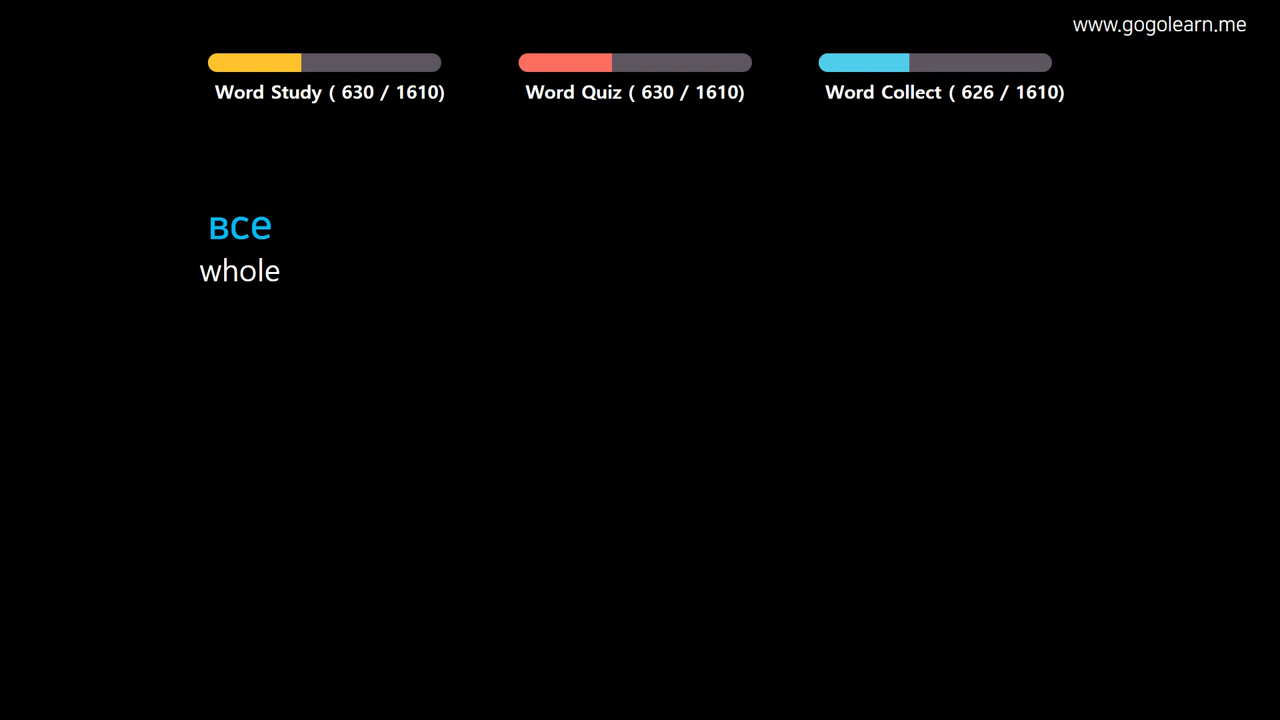 www.gogolearn.me
Word Study ( 630 / 1610)
Word Quiz ( 630 / 1610)
Word Collect ( 626 / 1610)
все
whole